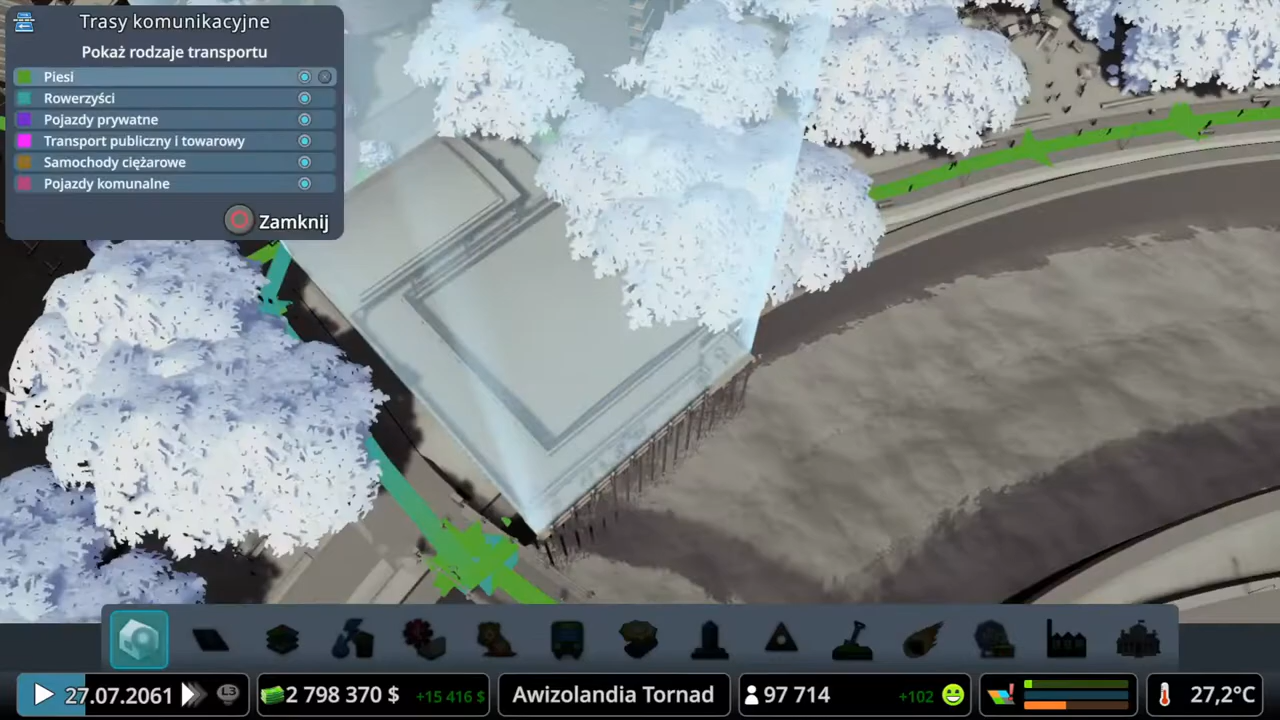 Trasy komunikacyjne
Pokaż rodzaje transportu
Piesi
Rowerzyści
Pojazdy prywatne
Transport publiczny i towarowy
Samochody ciężarowe
Pojazdy komunalne
Zamknij
27.07.2061 L3 2 798 370 $ +15 416 $ Awizolandia Tornad 97 714 +102 27,2°C